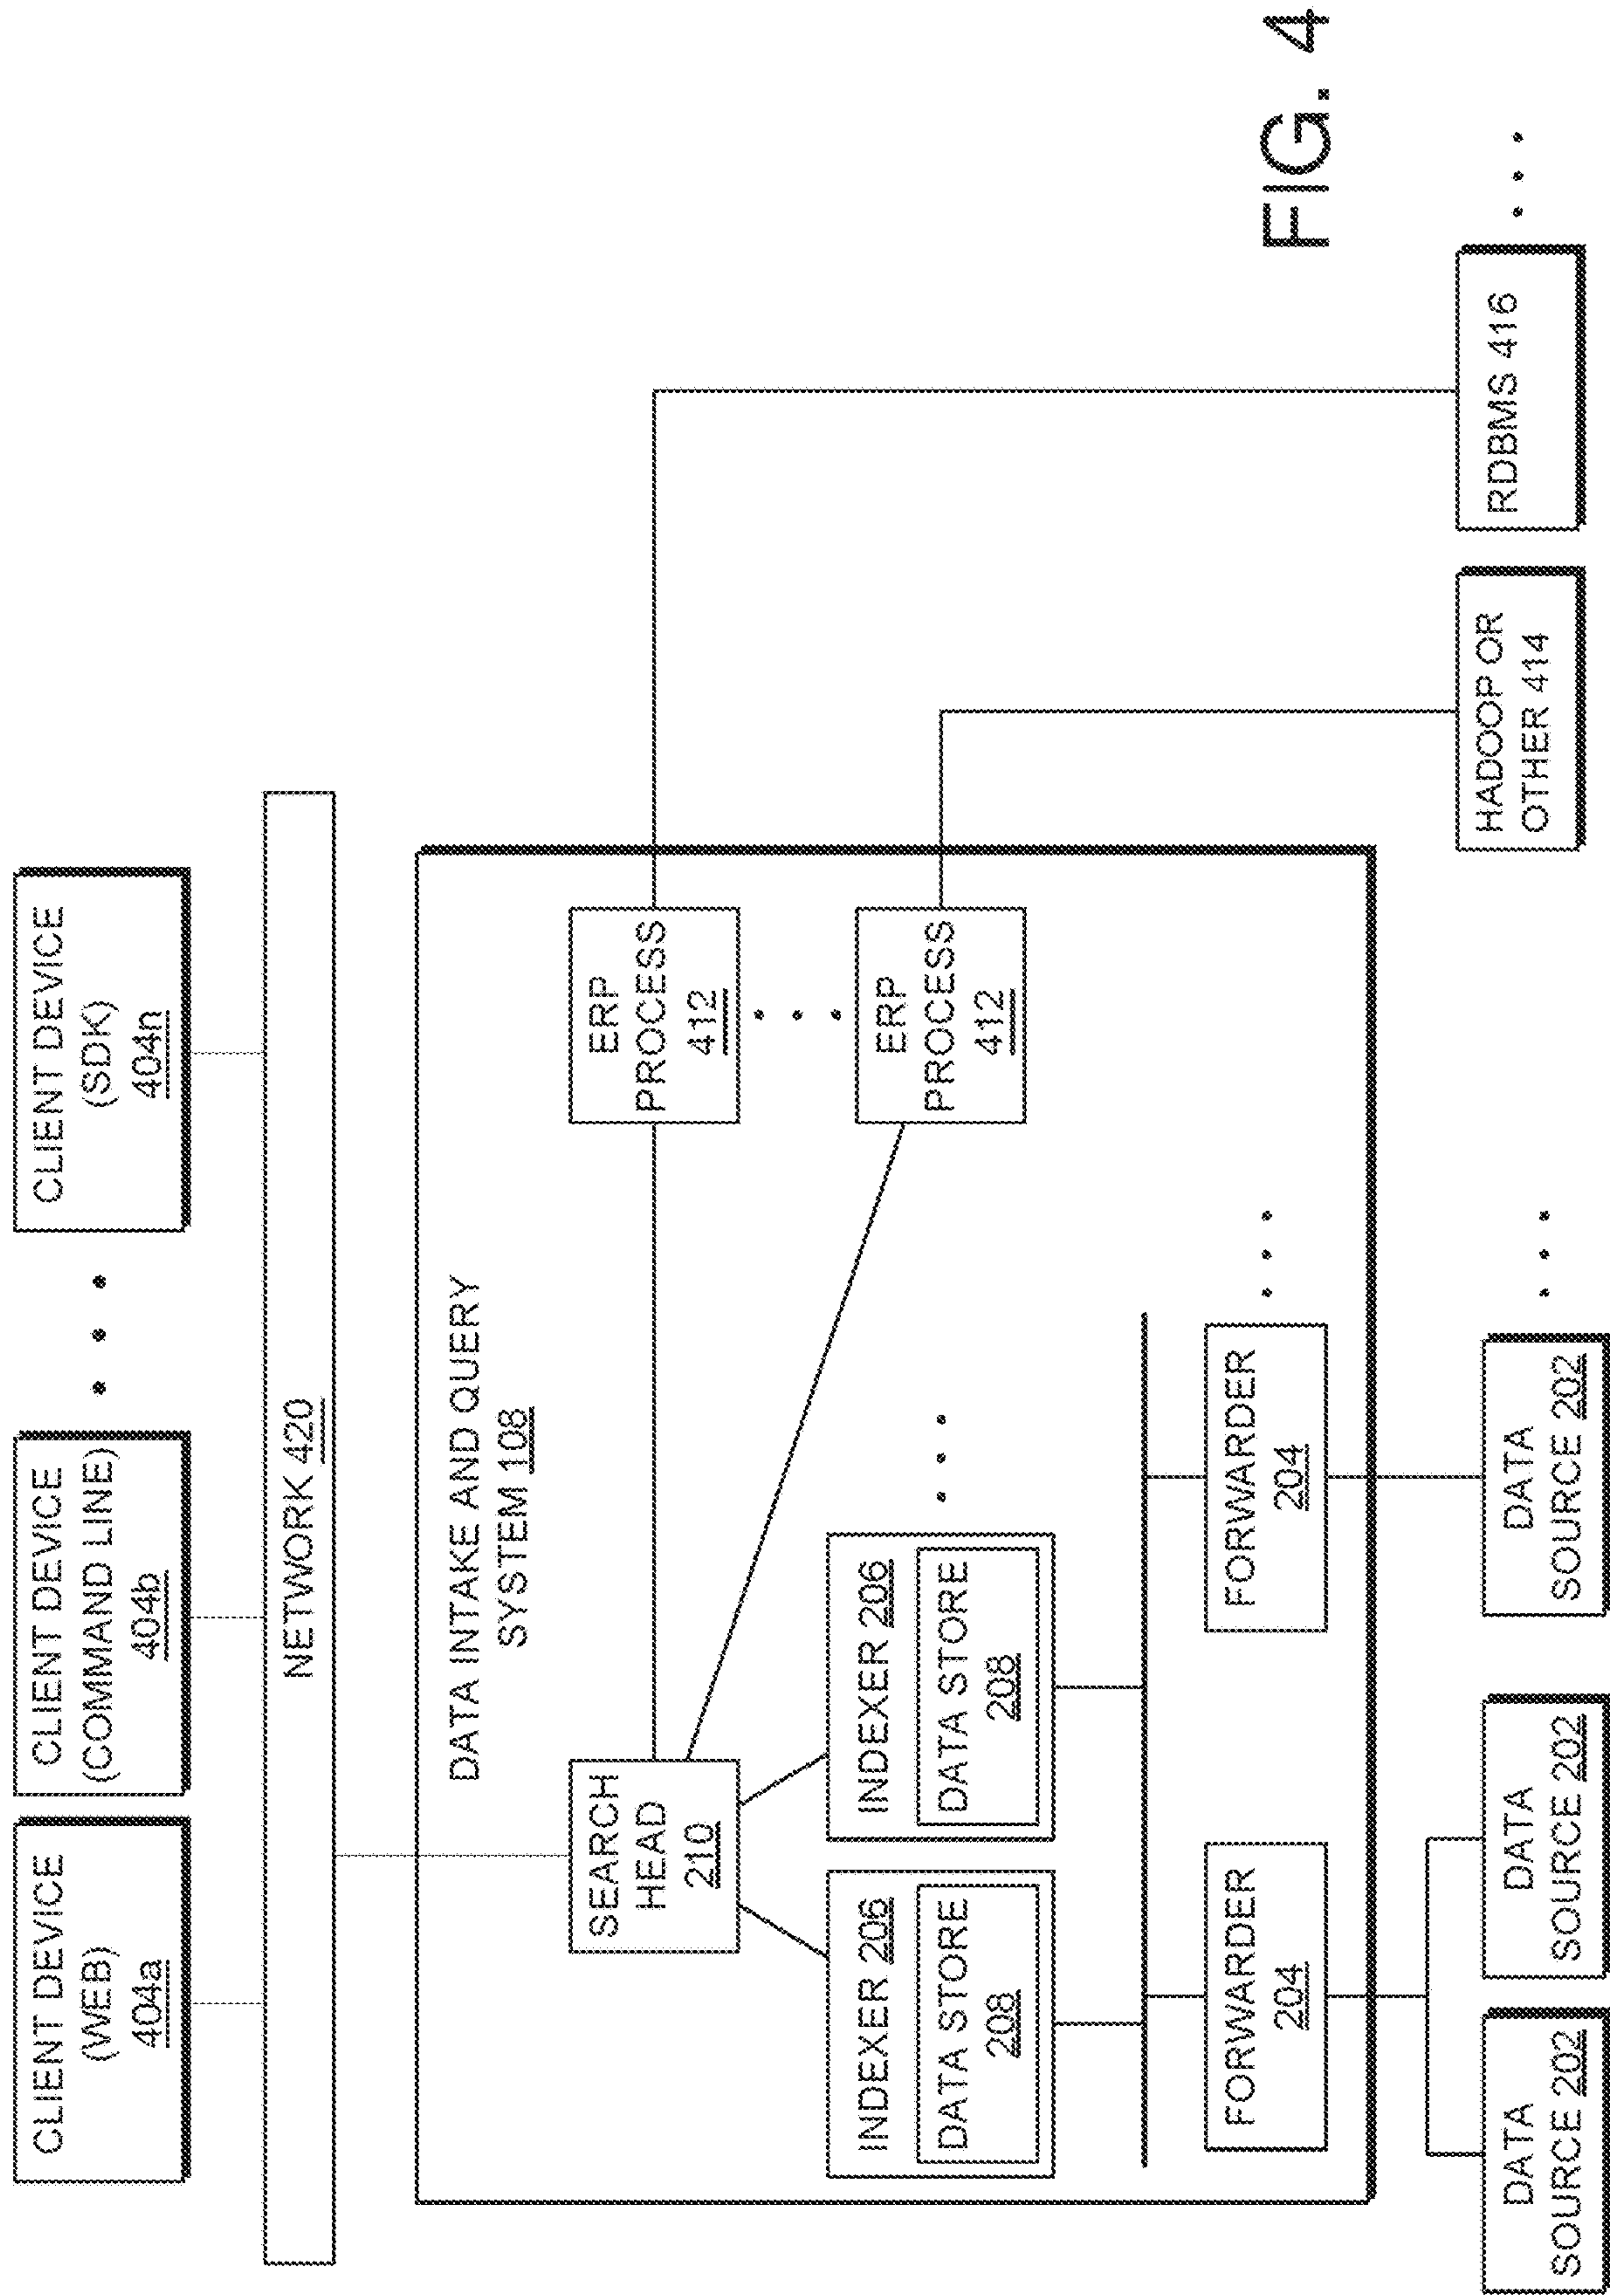 CLIENT DEVICE
(WEB)
404a
CLIENT DEVICE
(COMMAND LINE)
404b
CLIENT DEVICE
(SDK)
404n
NETWORK 420
DATA INTAKE AND QUERY
SYSTEM 108
SEARCH
HEAD
210
ERP
PROCESS
412
INDEXER 206
DATA STORE
208
INDEXER 206
DATA STORE
208
ERP
PROCESS
412
FORWARDER
204
FORWARDER
204
DATA
SOURCE 202
DATA
SOURCE 202
DATA
SOURCE 202
HADOOP OR
OTHER 414
RDBMS 416
FIG. 4